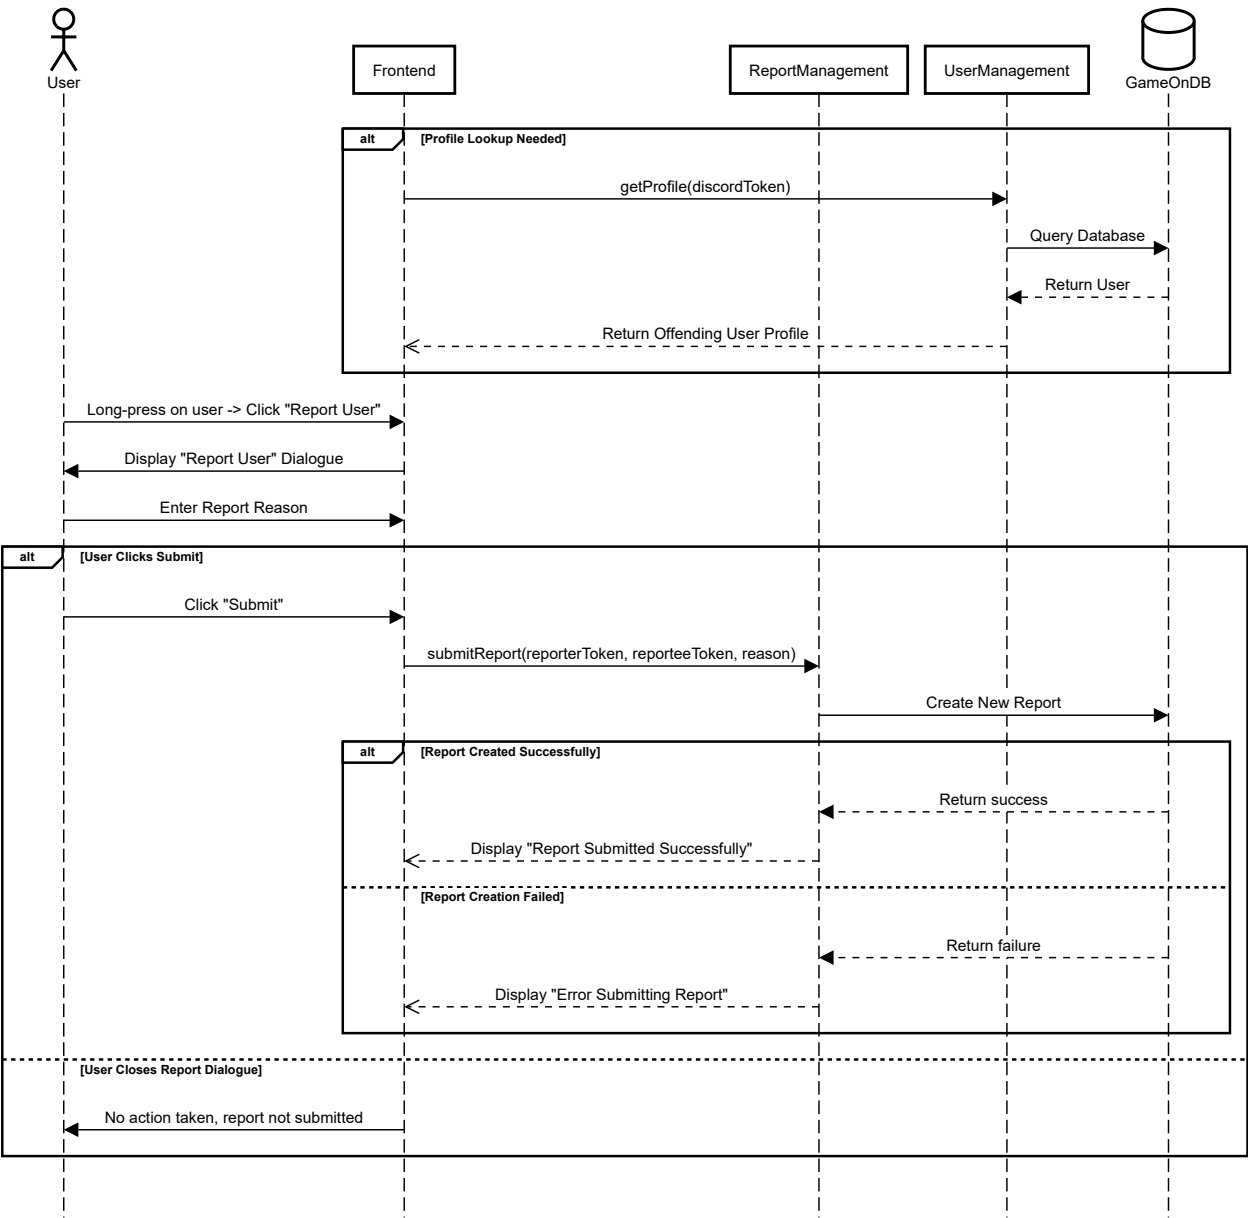 User
Frontend
ReportManagement
UserManagement
GameOnDB
alt
[Profile Lookup Needed]
getProfile(discordToken)
Query Database
Return User
Return Offending User Profile
Long-press on user -> Click "Report User"
Display "Report User" Dialogue
Enter Report Reason
alt
[User Clicks Submit]
Click "Submit"
submitReport(reporterToken, reporteeToken, reason)
Create New Report
alt
[Report Created Successfully]
Return success
Display "Report Submitted Successfully"
[Report Creation Failed]
Return failure
Display "Error Submitting Report"
[User Closes Report Dialogue]
No action taken, report not submitted